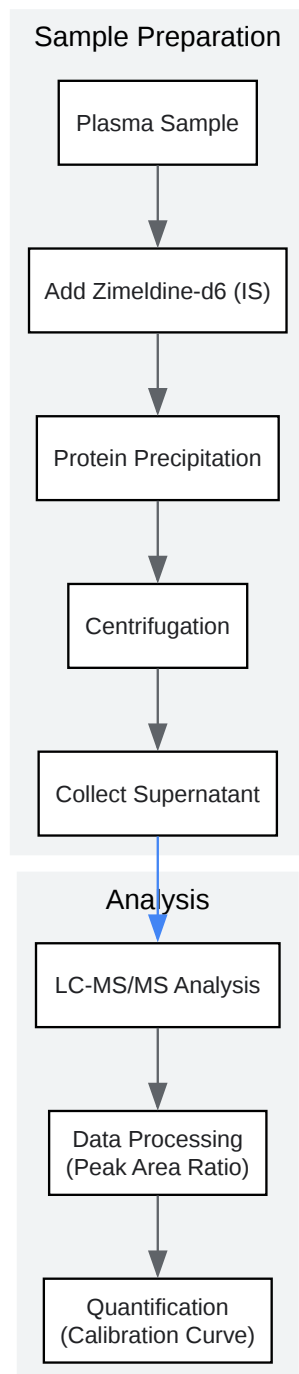 Sample Preparation
Plasma Sample
Add Zimeldine-d6 (IS)
Protein Precipitation
Centrifugation
Collect Supernatant
Analysis
LC-MS/MS Analysis
Data Processing
(Peak Area Ratio)
Quantification
(Calibration Curve)